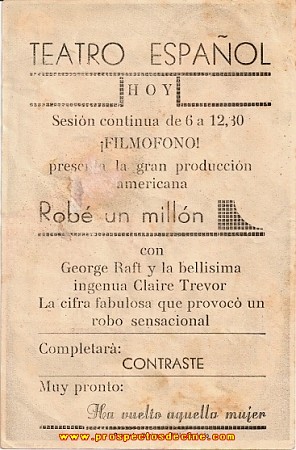 TEATRO ESPAÑOL
HOY
Sesión continua de 6 a 12,30
¡FILMOFONO!
presenta la gran producción
americana
Robé un millón
con
George Raft y la bellisima
ingenua Claire Trevor
La cifra fabulosa que provocó un
robo sensacional
Completarà:
CONTRASTE
Muy pronto:
Ha vuelto aquella mujer
www.prospectosdecine.com